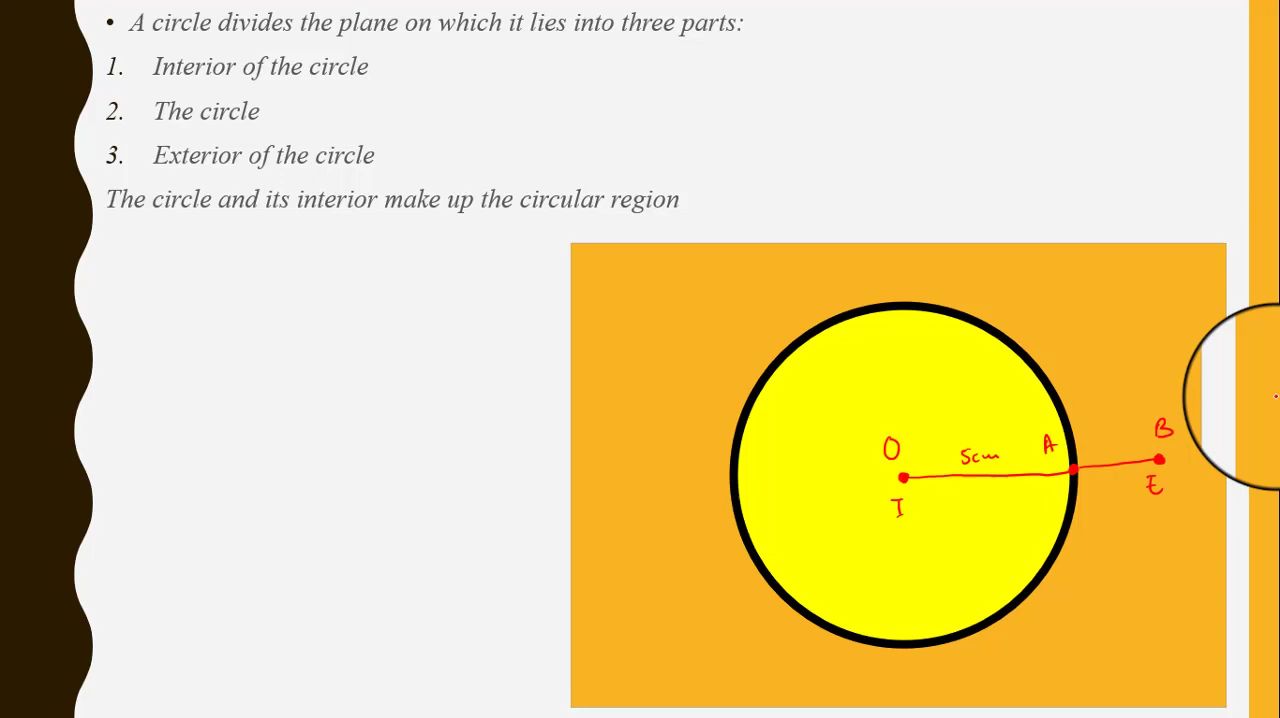 • A circle divides the plane on which it lies into three parts:
1. Interior of the circle
2. The circle
3. Exterior of the circle
The circle and its interior make up the circular region
B
O 5cm A
I E